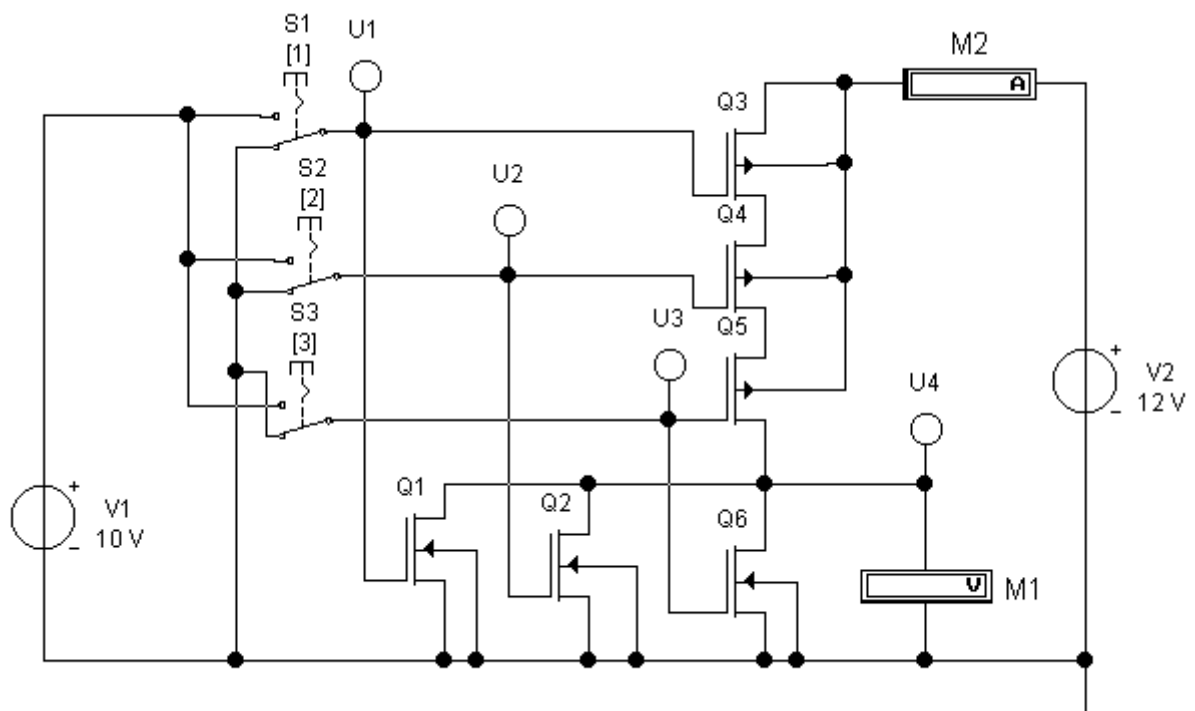 S1
[1]
U1
M2
A
Q3
S2
[2]
U2
Q4
S3
[3]
U3
Q5
U4
V2
12 V
+
-
V1
10 V
+
-
Q1
Q2
Q6
V
M1